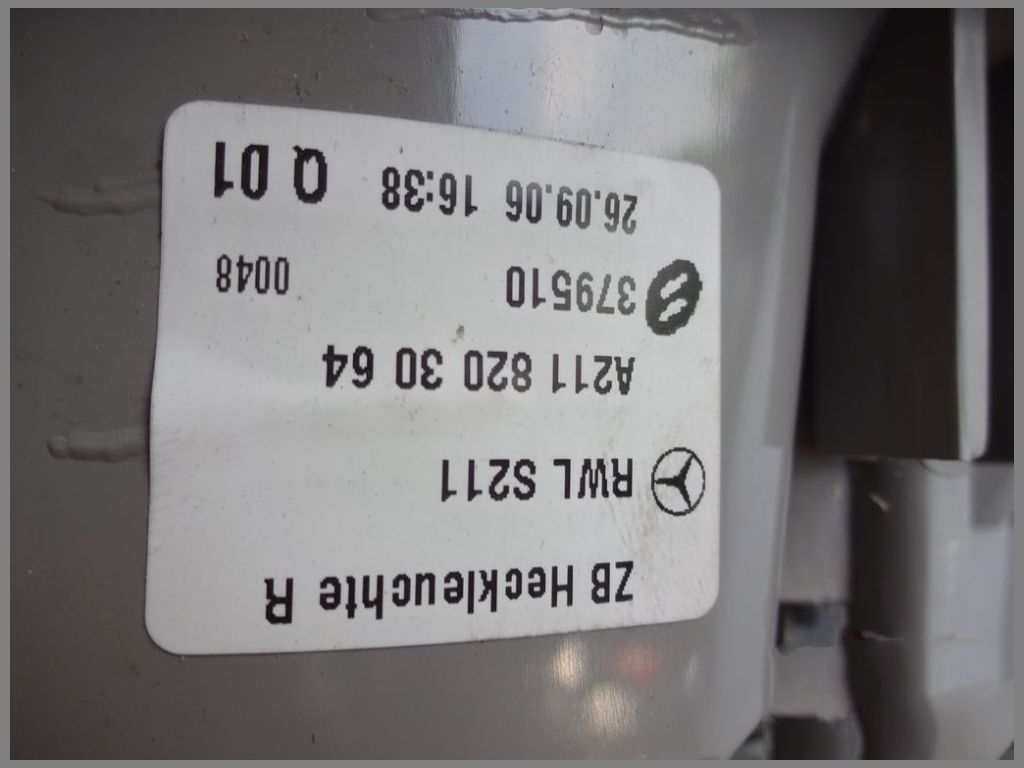 ZB Heckleuchte R
RWL S211
A211 820 30 64
379510 0048
26.09.06 16:38 Q 01